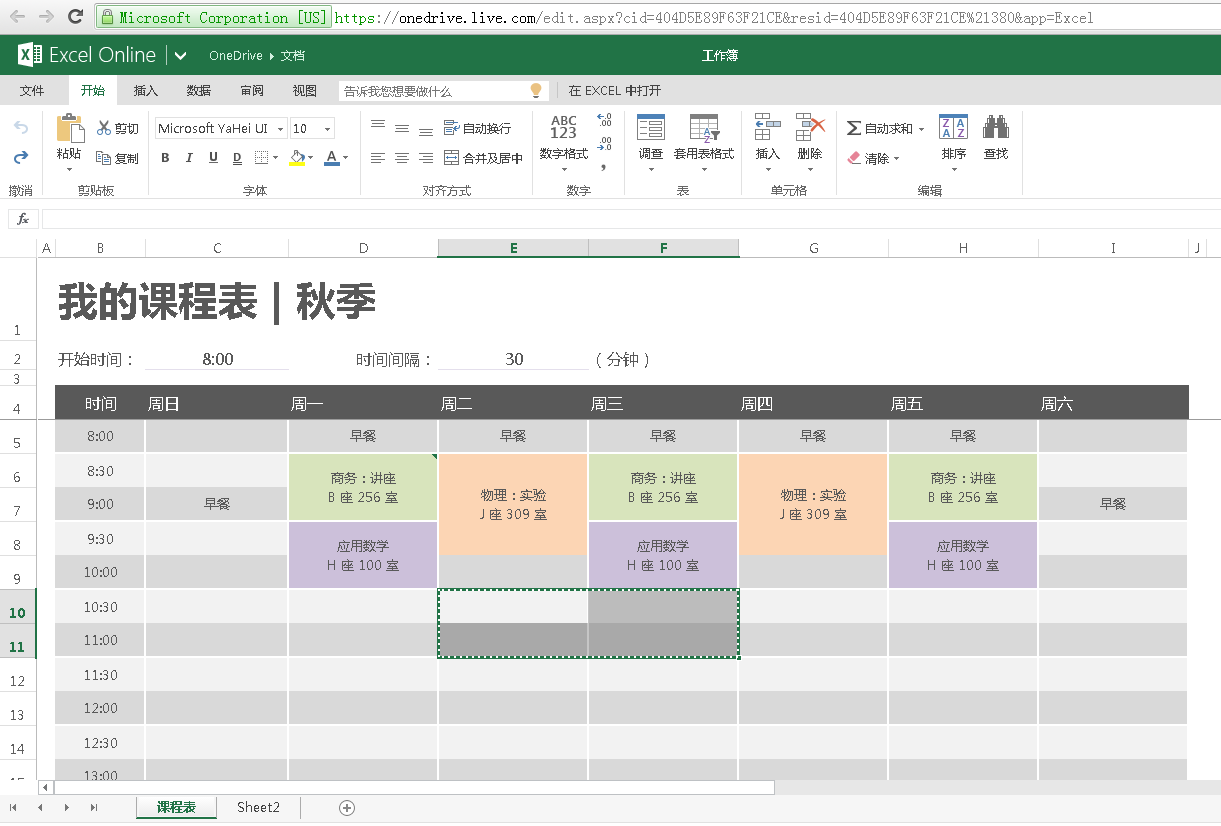 Microsoft Corporation [US] https://onedrive.live.com/edit.aspx?cid=404D5E89F63F21CE&resid=404D5E89F63F21CE%21380&app=Excel
Excel Online OneDrive 文档 工作簿
文件 开始 插入 数据 审阅 视图 告诉我您想要做什么 在 EXCEL 中打开
粘贴 剪切 复制 Microsoft YaHei UI 10 B I U D A 自动换行 合并及居中 ABC 123 数字格式 调查 套用表格式 插入 删除 自动求和 清除 排序 查找
撤消 剪贴板 字体 对齐方式 数字 表 单元格 编辑
fx
A B C D E F G H I J
1 我的课程表 | 秋季
2 开始时间： 8:00 时间间隔： 30 （分钟）
3
4 时间 周日 周一 周二 周三 周四 周五 周六
5 8:00 早餐 早餐 早餐 早餐 早餐
6 8:30 商务：讲座 商务：讲座 商务：讲座
B 座 256 室 B 座 256 室 B 座 256 室
物理：实验 物理：实验
7 9:00 早餐 早餐
J 座 309 室 J 座 309 室
8 9:30 应用数学 应用数学 应用数学
H 座 100 室 H 座 100 室 H 座 100 室
9 10:00
10 10:30
11 11:00
12 11:30
13 12:00
14 12:30
15 13:00
课程表 Sheet2